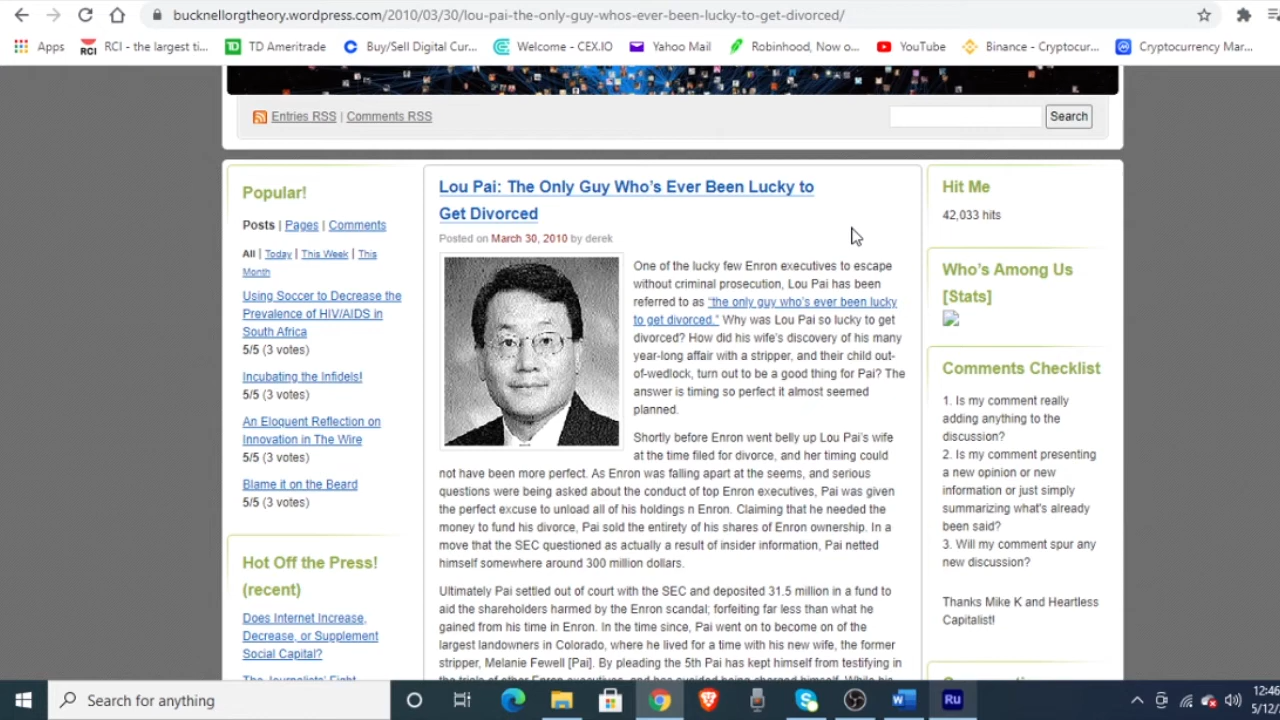 bucknellorgtheory.wordpress.com/2010/03/30/lou-pai-the-only-guy-whos-ever-been-lucky-to-get-divorced/
Apps
RCI
RCI - the largest ti...
TD Ameritrade
Buy/Sell Digital Cur...
Welcome - CEX.IO
Yahoo Mail
Robinhood, Now o...
YouTube
Binance - Cryptocur...
Cryptocurrency Mar...
Entries RSS | Comments RSS
Search
Popular!
Posts | Pages | Comments
All | Today | This Week | This
Month
Using Soccer to Decrease the
Prevalence of HIV/AIDS in
South Africa
5/5 (3 votes)
Incubating the Infidels!
5/5 (3 votes)
An Eloquent Reflection on
Innovation in The Wire
5/5 (3 votes)
Blame it on the Beard
5/5 (3 votes)
Hot Off the Press!
(recent)
Does Internet Increase,
Decrease, or Supplement
Social Capital?
The Journalists' Fight
Lou Pai: The Only Guy Who's Ever Been Lucky to
Get Divorced
Posted on March 30, 2010 by derek
One of the lucky few Enron executives to escape
without criminal prosecution, Lou Pai has been
referred to as "the only guy who's ever been lucky
to get divorced." Why was Lou Pai so lucky to get
divorced? How did his wife's discovery of his many
year-long affair with a stripper, and their child out-
of-wedlock, turn out to be a good thing for Pai? The
answer is timing so perfect it almost seemed
planned.
Shortly before Enron went belly up Lou Pai's wife
at the time filed for divorce, and her timing could
not have been more perfect. As Enron was falling apart at the seems, and serious
questions were being asked about the conduct of top Enron executives, Pai was given
the perfect excuse to unload all of his holdings n Enron. Claiming that he needed the
money to fund his divorce, Pai sold the entirety of his shares of Enron ownership. In a
move that the SEC questioned as actually a result of insider information, Pai netted
himself somewhere around 300 million dollars.
Ultimately Pai settled out of court with the SEC and deposited 31.5 million in a fund to
aid the shareholders harmed by the Enron scandal; forfeiting far less than what he
gained from his time in Enron. In the time since, Pai went on to become on of the
largest landowners in Colorado, where he lived for a time with his new wife, the former
stripper, Melanie Fewell [Pai]. By pleading the 5th Pai has kept himself from testifying in
Hit Me
42,033 hits
Who's Among Us
[Stats]
Comments Checklist
1. Is my comment really
adding anything to the
discussion?
2. Is my comment presenting
a new opinion or new
information or just simply
summarizing what's already
been said?
3. Will my comment spur any
new discussion?
Thanks Mike K and Heartless
Capitalist!
Search for anything
Ru
12:46
5/12/